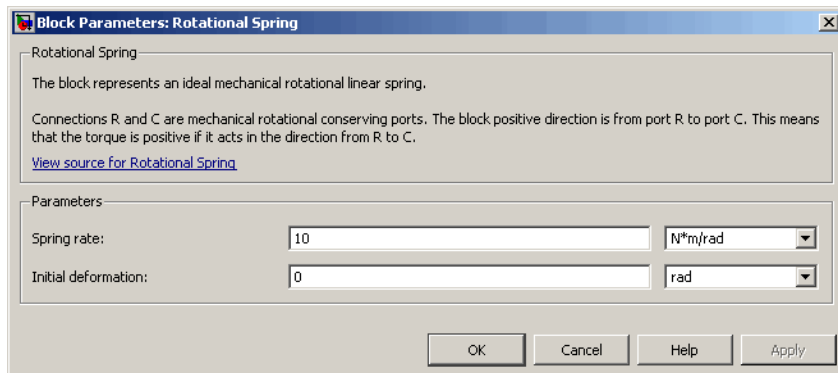 Block Parameters: Rotational Spring
Rotational Spring
The block represents an ideal mechanical rotational linear spring.
Connections R and C are mechanical rotational conserving ports. The block positive direction is from port R to port C. This means
that the torque is positive if it acts in the direction from R to C.
View source for Rotational Spring
Parameters
Spring rate: 10 N*m/rad
Initial deformation: 0 rad
OK Cancel Help Apply